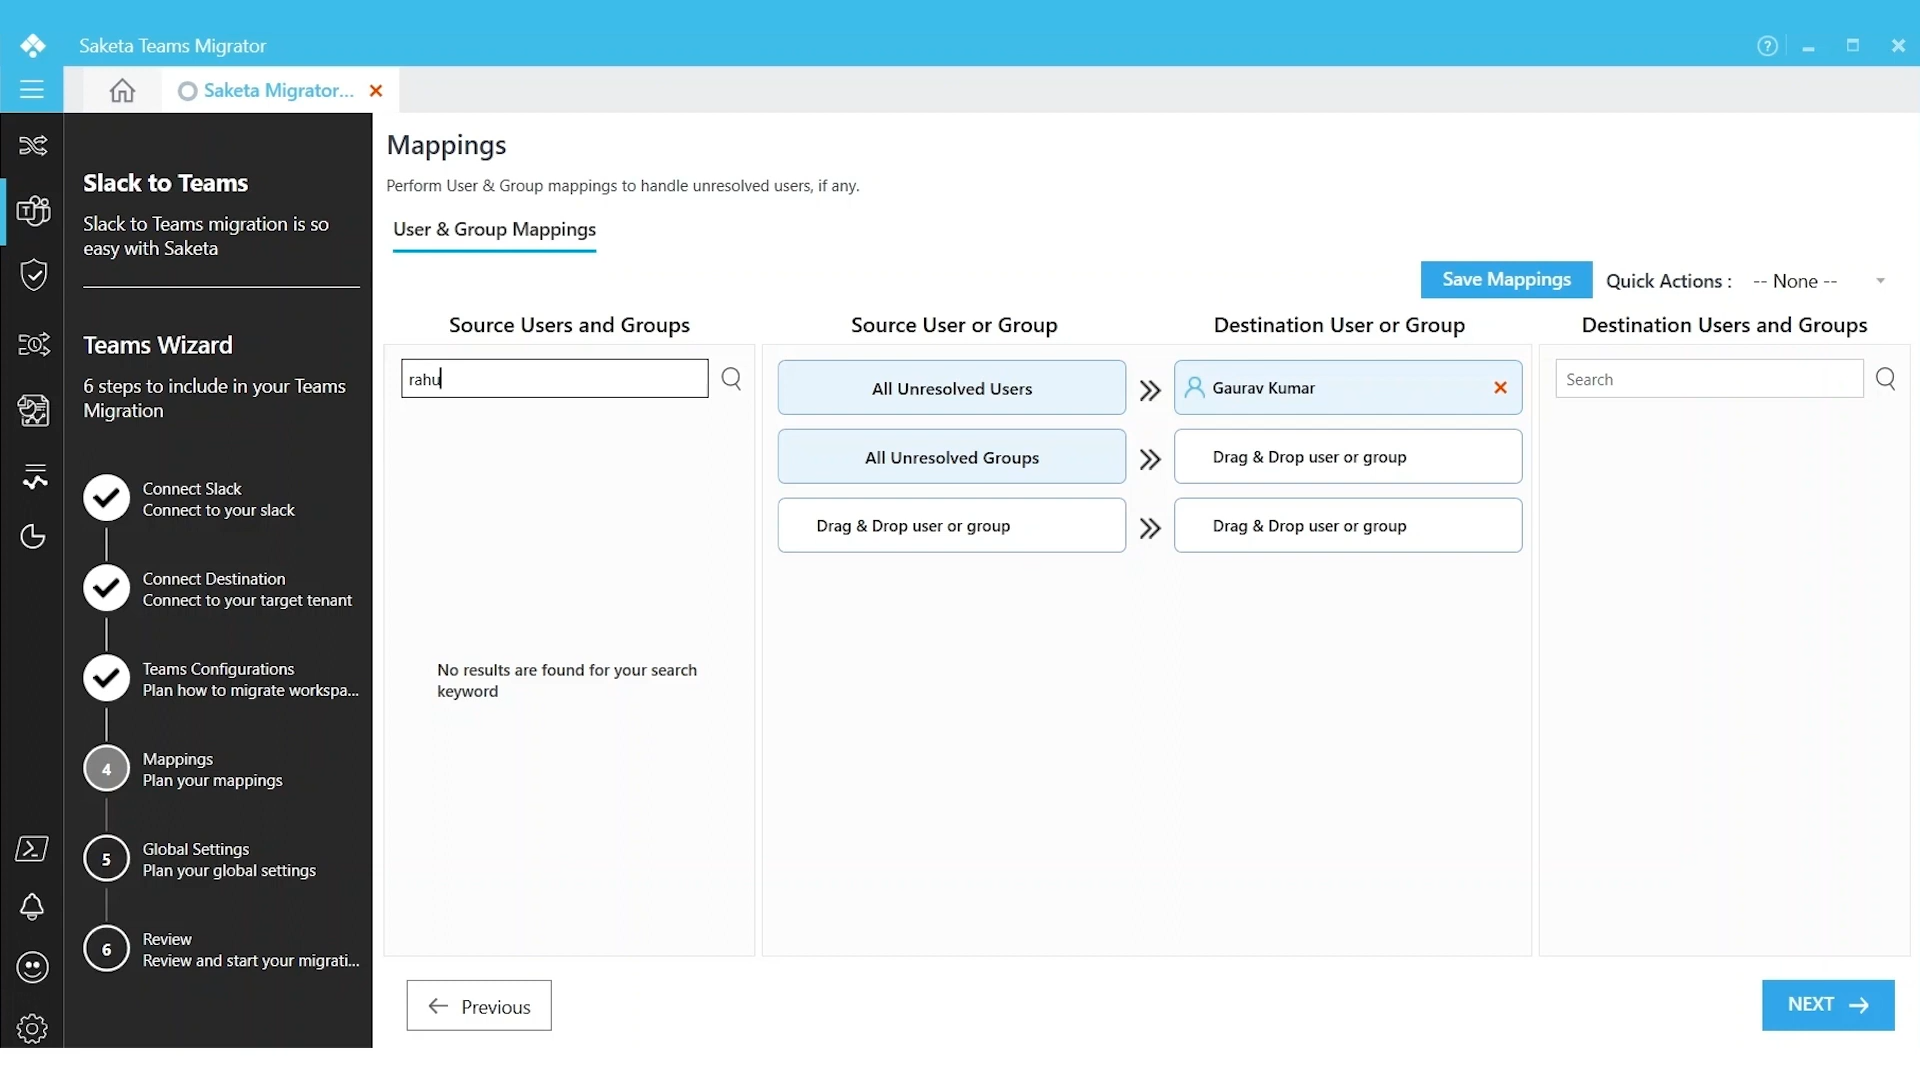 Saketa Teams Migrator
Saketa Migrator...
Slack to Teams
Slack to Teams migration is so
easy with Saketa
Teams Wizard
6 steps to include in your Teams
Migration
Connect Slack
Connect to your slack
Connect Destination
Connect to your target tenant
Teams Configurations
Plan how to migrate workspa...
4
Mappings
Plan your mappings
5
Global Settings
Plan your global settings
6
Review
Review and start your migrati...
Mappings
Perform User & Group mappings to handle unresolved users, if any.
User & Group Mappings
Save Mappings
Quick Actions :
-- None --
Source Users and Groups
rahu
No results are found for your search
keyword
Source User or Group
Destination User or Group
All Unresolved Users
Gaurav Kumar
All Unresolved Groups
Drag & Drop user or group
Drag & Drop user or group
Drag & Drop user or group
Destination Users and Groups
Search
Previous
NEXT